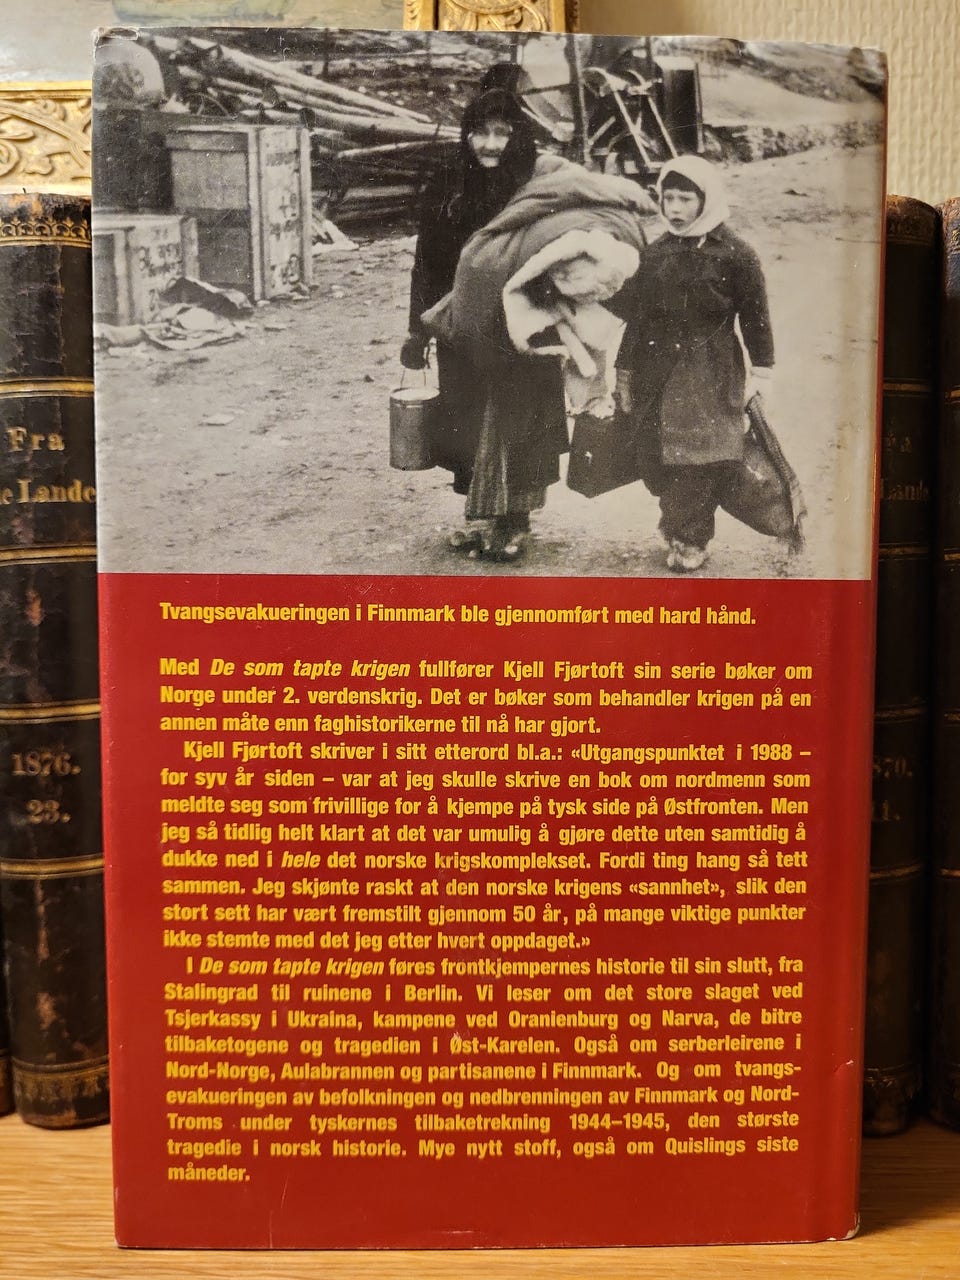 Tvangsevakueringen i Finnmark ble gjennomført med hard hånd.
Med De som tapte krigen fullfører Kjell Fjørtoft sin serie bøker om
Norge under 2. verdenskrig. Det er bøker som behandler krigen på en
annen måte enn faghistorikerne til nå har gjort.
Kjell Fjørtoft skriver i sitt etterord bl.a.: «Utgangspunktet i 1988 –
for syv år siden – var at jeg skulle skrive en bok om nordmenn som
meldte seg som frivillige for å kjempe på tysk side på Østfronten. Men
jeg så tidlig helt klart at det var umulig å gjøre dette uten samtidig å
dukke ned i hele det norske krigskomplekset. Fordi ting hang så tett
sammen. Jeg skjønte raskt at den norske krigens «sannhet», slik den
stort sett har vært fremstilt gjennom 50 år, på mange viktige punkter
ikke stemte med det jeg etter hvert oppdaget.»
I De som tapte krigen føres frontkjempernes historie til sin slutt, fra
Stalingrad til ruinene i Berlin. Vi leser om det store slaget ved
Tsjerkassy i Ukraina, kampene ved Oranienburg og Narva, de bitre
tilbaketogene og tragedien i Øst-Karelen. Også om serberleirene i
Nord-Norge, Aulabrannen og partisanene i Finnmark. Og om tvangs-
evakueringen av befolkningen og nedbrenningen av Finnmark og Nord-
Troms under tyskernes tilbaketrekning 1944–1945, den største
tragedie i norsk historie. Mye nytt stoff, også om Quislings siste
måneder.
Fra
Lande
1876.
23.
Lande
870.
11.